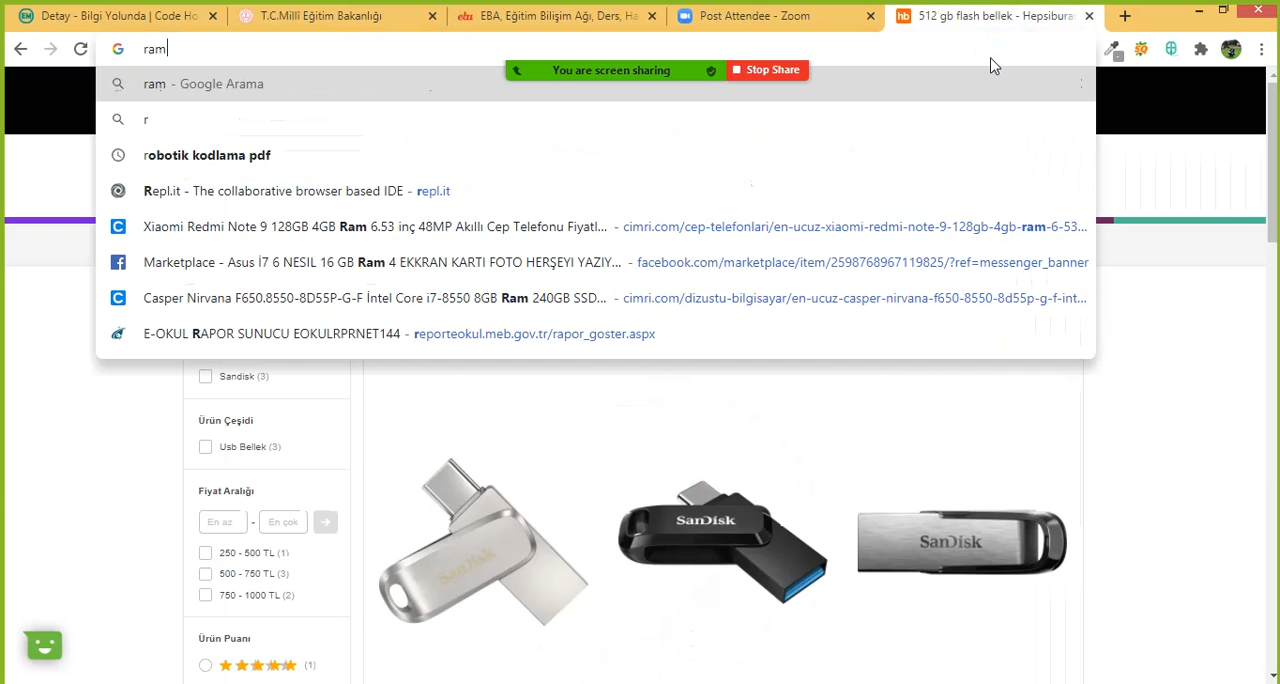 Detay - Bilgi Yolunda | Code Ho
T.C.Millî Eğitim Bakanlığı
EBA, Eğitim Bilişim Ağı, Ders, Ha
Post Attendee - Zoom
512 gb flash bellek - Hepsibura
ram
You are screen sharing
Stop Share
ram - Google Arama
r
robotik kodlama pdf
Repl.it - The collaborative browser based IDE - repl.it
Xiaomi Redmi Note 9 128GB 4GB Ram 6.53 inç 48MP Akıllı Cep Telefonu Fiyatl... - cimri.com/cep-telefonlari/en-ucuz-xiaomi-redmi-note-9-128gb-4gb-ram-6-53...
Marketplace - Asus İ7 6 NESIL 16 GB Ram 4 EKKRAN KARTI FOTO HERŞEYI YAZIY... - facebook.com/marketplace/item/2598768967119825/?ref=messenger_banner
Casper Nirvana F650.8550-8D55P-G-F İntel Core i7-8550 8GB Ram 240GB SSD... - cimri.com/dizustu-bilgisayar/en-ucuz-casper-nirvana-f650-8550-8d55p-g-f-int...
E-OKUL RAPOR SUNUCU EOKULRPRNET144 - reporteokul.meb.gov.tr/rapor_goster.aspx
Sandisk (3)
Ürün Çeşidi
Usb Bellek (3)
Fiyat Aralığı
En az - En çok
250 - 500 TL (1)
500 - 750 TL (3)
750 - 1000 TL (2)
Ürün Puanı
(1)
SanDisk
SanDisk
SanDisk